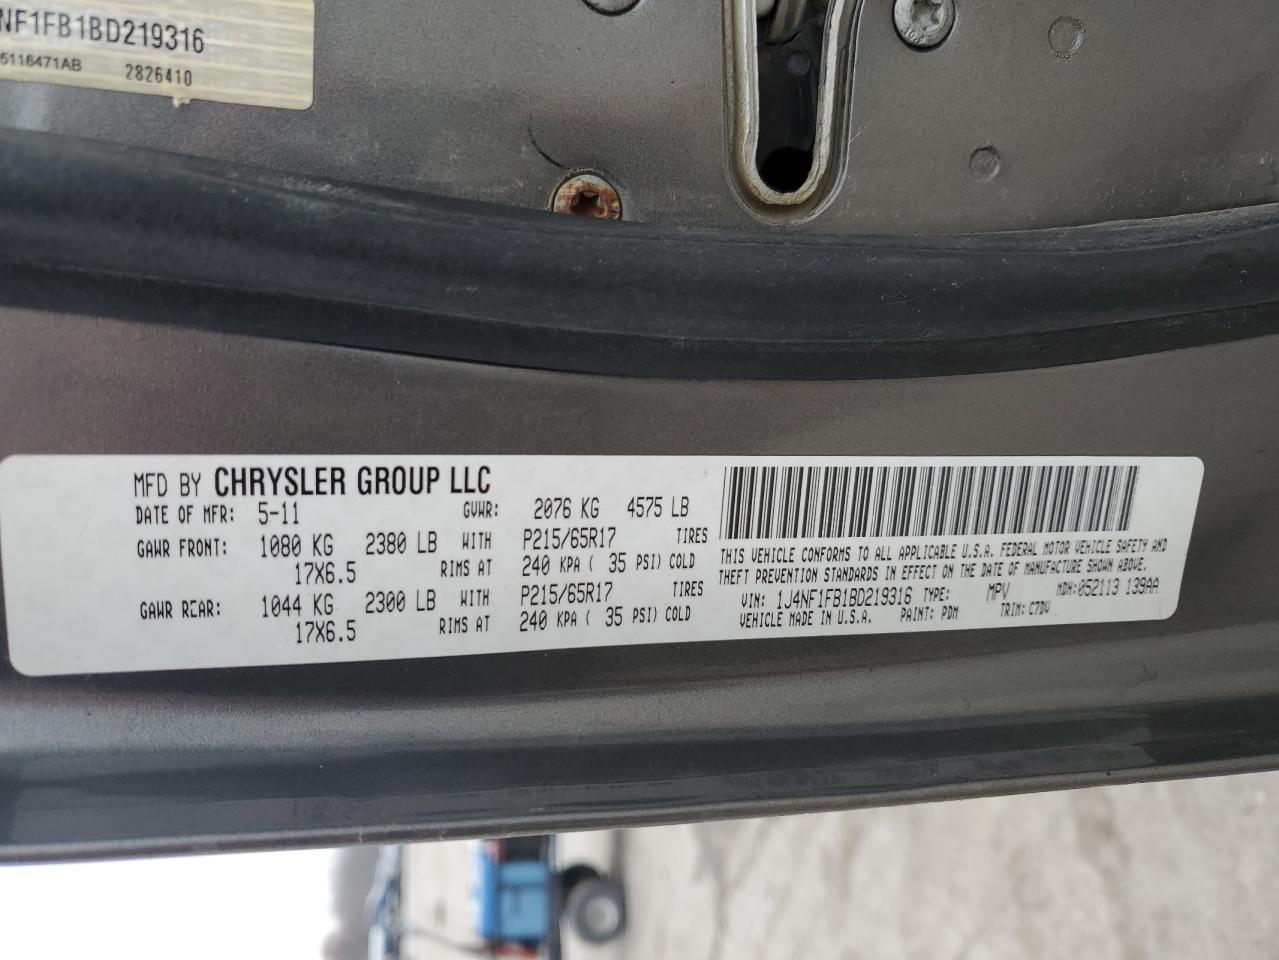 NF1FB1BD219316
5116471AB 2826410
MFD BY CHRYSLER GROUP LLC
DATE OF MFR: 5-11 GVWR: 2076 KG 4575 LB
GAWR FRONT: 1080 KG 2380 LB WITH P215/65R17 TIRES
17X6.5 RIMS AT 240 KPA ( 35 PSI) COLD
GAWR REAR: 1044 KG 2300 LB WITH P215/65R17 TIRES
17X6.5 RIMS AT 240 KPA ( 35 PSI) COLD
THIS VEHICLE CONFORMS TO ALL APPLICABLE U.S.A. FEDERAL MOTOR VEHICLE SAFETY AND
THEFT PREVENTION STANDARDS IN EFFECT ON THE DATE OF MANUFACTURE SHOWN ABOVE.
VIN: 1J4NF1FB1BD219316 TYPE: MPV MDH: 052113 139AA
VEHICLE MADE IN U.S.A. PAINT: PDM TRIM: C7DV